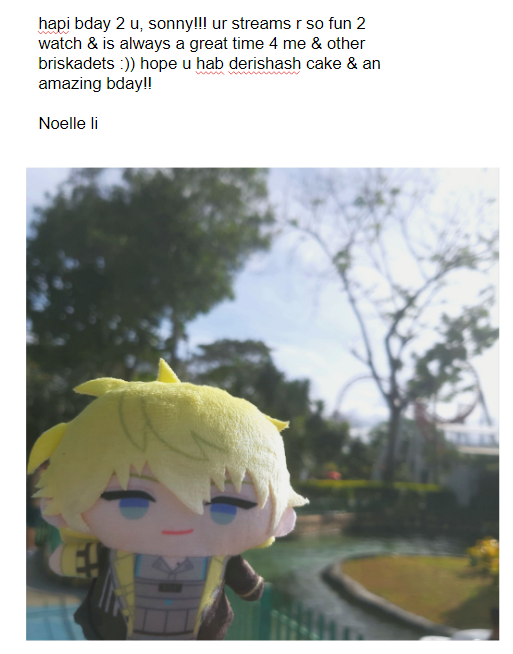 hapi bday 2 u, sonny!!! ur streams r so fun 2
watch & is always a great time 4 me & other
briskadets :)) hope u hab derishash cake & an
amazing bday!!

Noelle li